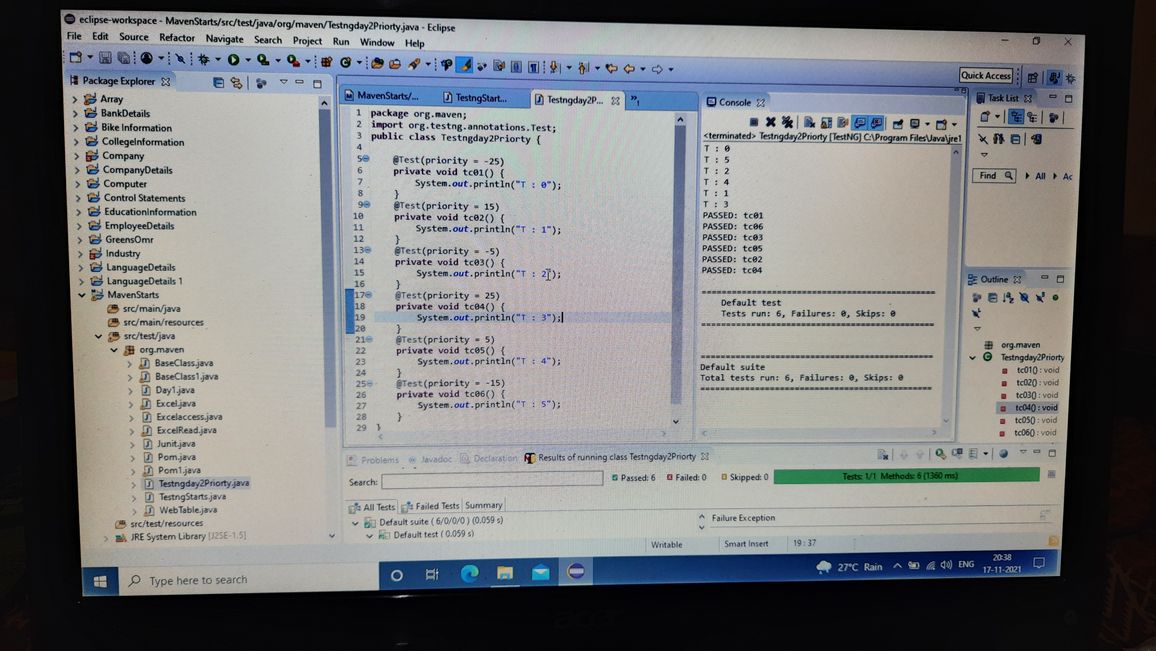 eclipse-workspace - MavenStarts/src/test/java/org/maven/Testngday2Priorty.java - Eclipse
File Edit Source Refactor Navigate Search Project Run Window Help
Quick Access
Package Explorer
Array
BankDetails
Bike Information
CollegeInformation
Company
CompanyDetails
Computer
Control Statements
EducationInformation
EmployeeDetails
GreensOmr
Industry
LanguageDetails
LanguageDetails 1
MavenStarts
src/main/java
src/main/resources
src/test/java
org.maven
BaseClass.java
BaseClass1.java
Day1.java
Excel.java
Excelaccess.java
ExcelRead.java
Junit.java
Pom.java
Pom1.java
Testngday2Priorty.java
TestngStarts.java
WebTable.java
src/test/resources
JRE System Library [J2SE-1.5]
MavenStarts/... TestngStart... Testngday2P... »1
1 package org.maven;
2 import org.testng.annotations.Test;
3 public class Testngday2Priorty {
4
5 @Test(priority = -25)
6 private void tc01() {
7 System.out.println("T : 0");
8 }
9 @Test(priority = 15)
10 private void tc02() {
11 System.out.println("T : 1");
12 }
13 @Test(priority = -5)
14 private void tc03() {
15 System.out.println("T : 2");
16 }
17 @Test(priority = 25)
18 private void tc04() {
19 System.out.println("T : 3");
20 }
21 @Test(priority = 5)
22 private void tc05() {
23 System.out.println("T : 4");
24 }
25 @Test(priority = -15)
26 private void tc06() {
27 System.out.println("T : 5");
28 }
29 }
Console
<terminated> Testngday2Priorty [TestNG] C:\Program Files\Java\jre1
T : 0
T : 5
T : 2
T : 4
T : 1
T : 3
PASSED: tc01
PASSED: tc06
PASSED: tc03
PASSED: tc05
PASSED: tc02
PASSED: tc04
===============================================
Default test
Tests run: 6, Failures: 0, Skips: 0
===============================================
===============================================
Default suite
Total tests run: 6, Failures: 0, Skips: 0
===============================================
Task List
Find All Ac
Outline
org.maven
Testngday2Priorty
tc01() : void
tc02() : void
tc03() : void
tc04() : void
tc05() : void
tc06() : void
Problems Javadoc Declaration Results of running class Testngday2Priorty
Search: Passed: 6 Failed: 0 Skipped: 0 Tests: 1/1 Methods: 6 (1360 ms)
All Tests Failed Tests Summary
Default suite ( 6/0/0/0 ) (0.059 s)
Default test ( 0.059 s)
Failure Exception
Writable Smart Insert 19 : 37
Type here to search
27°C Rain ENG
20:38
17-11-2021
acer